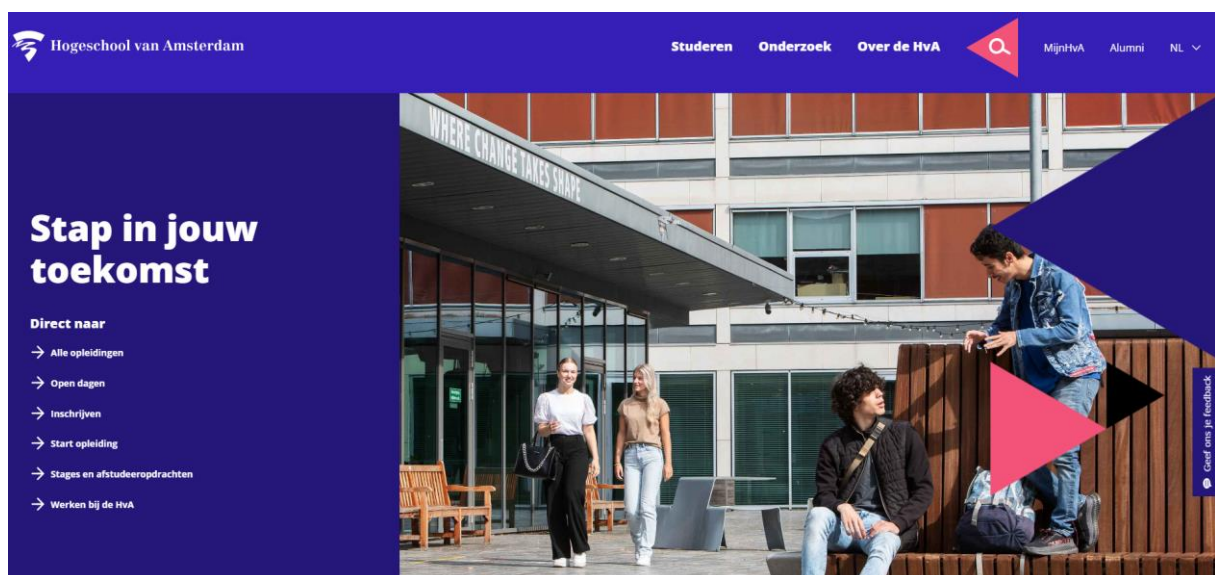 Hogeschool van Amsterdam
Studeren Onderzoek Over de HvA MijnHvA Alumni NL
WHERE CHANGE TAKES SHAPE
Stap in jouw
toekomst
Direct naar
Alle opleidingen
Open dagen
Inschrijven
Start opleiding
Stages en afstudeeropdrachten
Werken bij de HvA
Geef ons je feedback